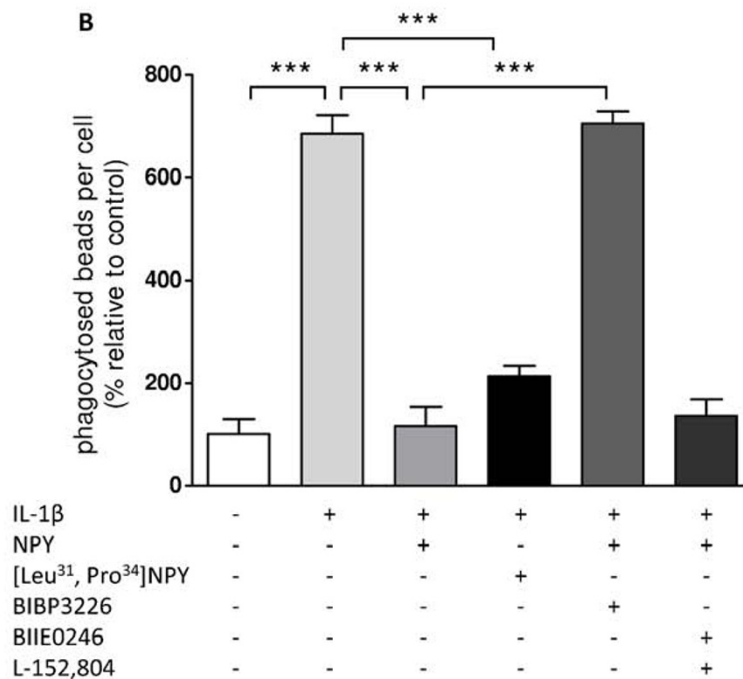 B
***
*** *** ***
800
600
400
200
0
phagocytosed beads per cell
(% relative to control)
IL-1β - + + + + +
NPY - - + - + +
[Leu³¹, Pro³⁴]NPY - - - + - -
BIBP3226 - - - - + -
BIIE0246 - - - - - +
L-152,804 - - - - - +